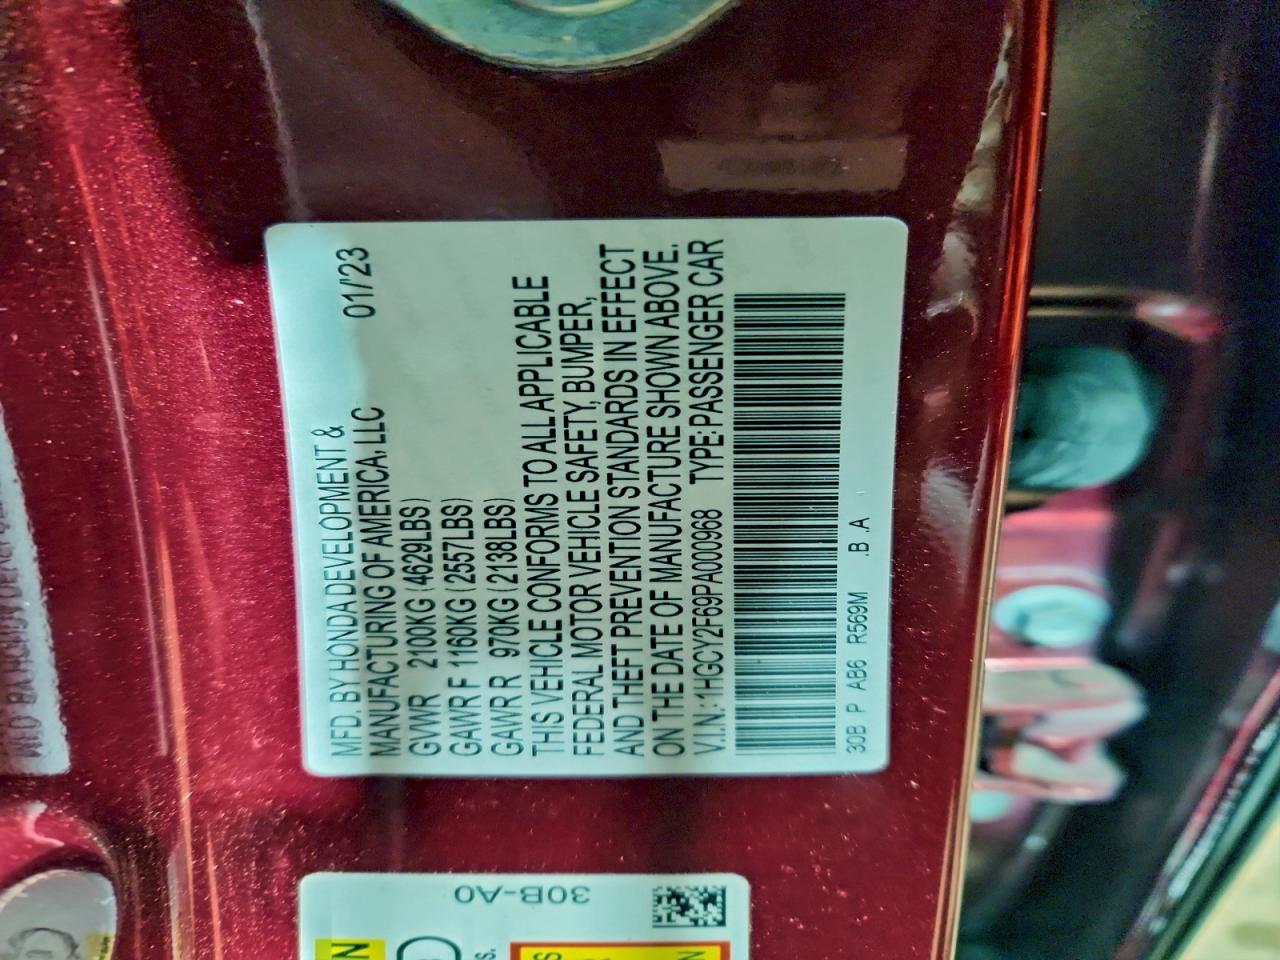 MFD. BY HONDA DEVELOPMENT &
MANUFACTURING OF AMERICA, LLC 01/'23
GVWR 2100KG (4629LBS)
GAWR F 1160KG (2557LBS)
GAWR R 970KG (2138LBS)
THIS VEHICLE CONFORMS TO ALL APPLICABLE
FEDERAL MOTOR VEHICLE SAFETY, BUMPER,
AND THEFT PREVENTION STANDARDS IN EFFECT
ON THE DATE OF MANUFACTURE SHOWN ABOVE.
V.I.N.:1HGCY2F69PA000968 TYPE:PASSENGER CAR
30B P AB6 R569M .B .A
30B-A0